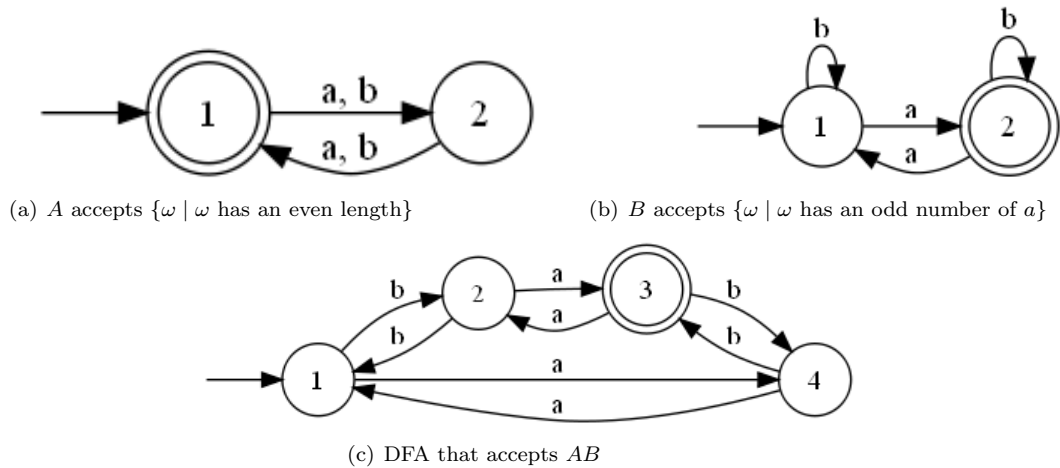 a, b
1
2
a, b
b
b
a
1
2
a
(a) A accepts {ω | ω has an even length}
(b) B accepts {ω | ω has an odd number of a}
a
3
b
2
b
a
b
b
a
1
4
a
(c) DFA that accepts AB